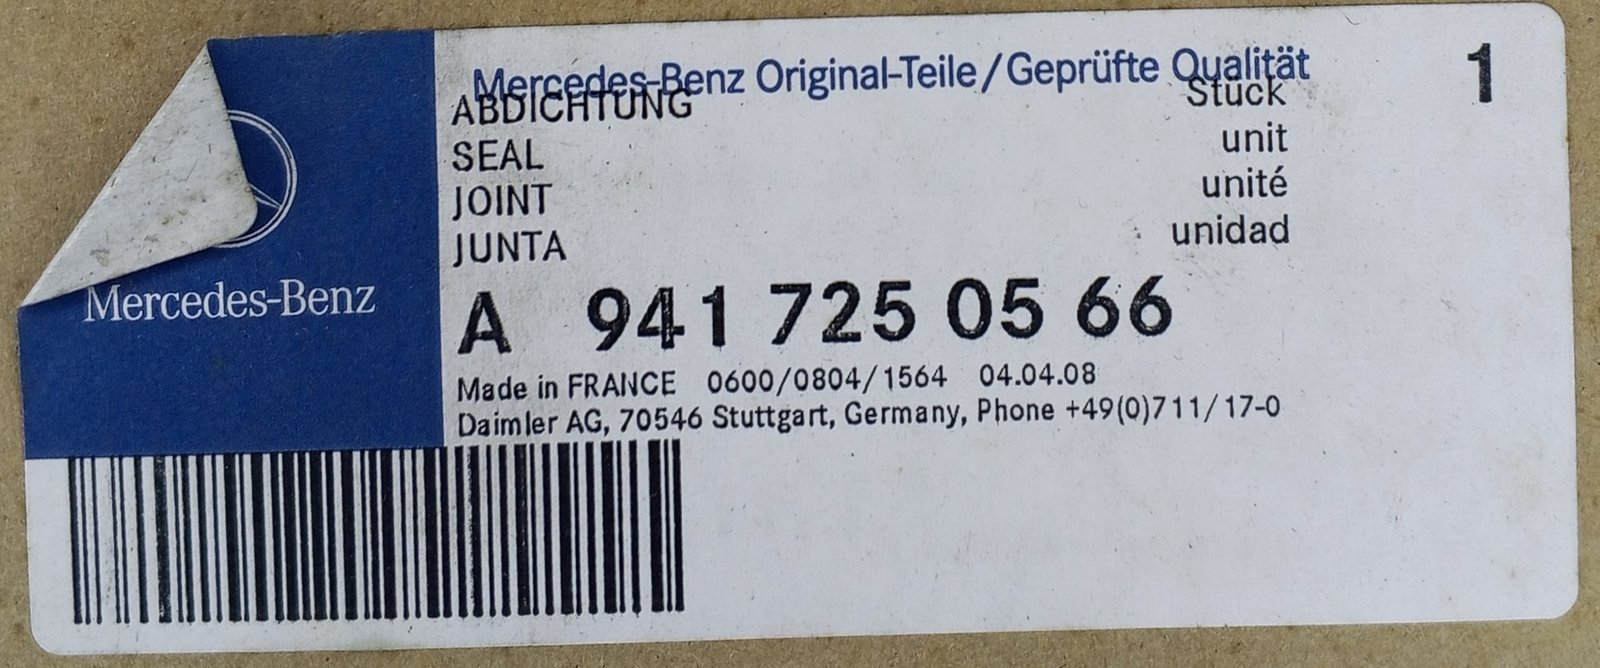 Mercedes-Benz Original-Teile/Geprüfte Qualität
1
ABDICHTUNG Stück
SEAL unit
JOINT unité
JUNTA unidad
Mercedes-Benz
A 941 725 05 66
Made in FRANCE 0600/0804/1564 04.04.08
Daimler AG, 70546 Stuttgart, Germany, Phone +49(0)711/17-0